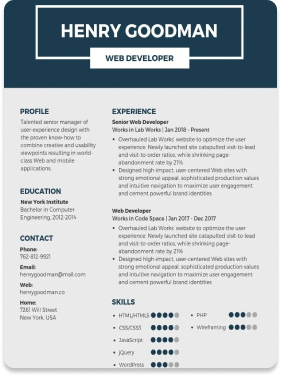 HENRY GOODMAN
WEB DEVELOPER
PROFILE
Talented senior manager of
user-experience design with
the proven know-how to
combine creative and usability
viewpoints resulting in world-
class Web and mobile
applications.
EDUCATION
New York Institute
Bachelor in Computer
Engineering, 2012-2014
CONTACT
Phone:
762-812-9921
Email:
henrygoodman@mail.com
Web:
henrygoodman.co
Home:
7261 Wil Street
New York, USA
EXPERIENCE
Senior Web Developer
Works in Lab Works | Jan 2018 - Present
• Overhauled Lab Works' website to optimize the user
experience. Newly launched site catapulted visit-to-lead
and visit-to-order ratios, while shrinking page-
abandonment rate by 21%
• Designed high-impact, user-centered Web sites with
strong emotional appeal, sophisticated production values
and intuitive navigation to maximize user engagement
and cement powerful brand identities.
Web Developer
Works in Code Space | Jan 2017 - Dec 2017
• Overhauled Lab Works' website to optimize the user
experience. Newly launched site catapulted visit-to-lead
and visit-to-order ratios, while shrinking page-
abandonment rate by 21%
• Designed high-impact, user-centered Web sites with
strong emotional appeal, sophisticated production values
and intuitive navigation to maximize user engagement
and cement powerful brand identities.
SKILLS
• HTML/HTML5
• CSS/CSS3
• JavaScript
• jQuery
• WordPress
• PHP
• Wireframing